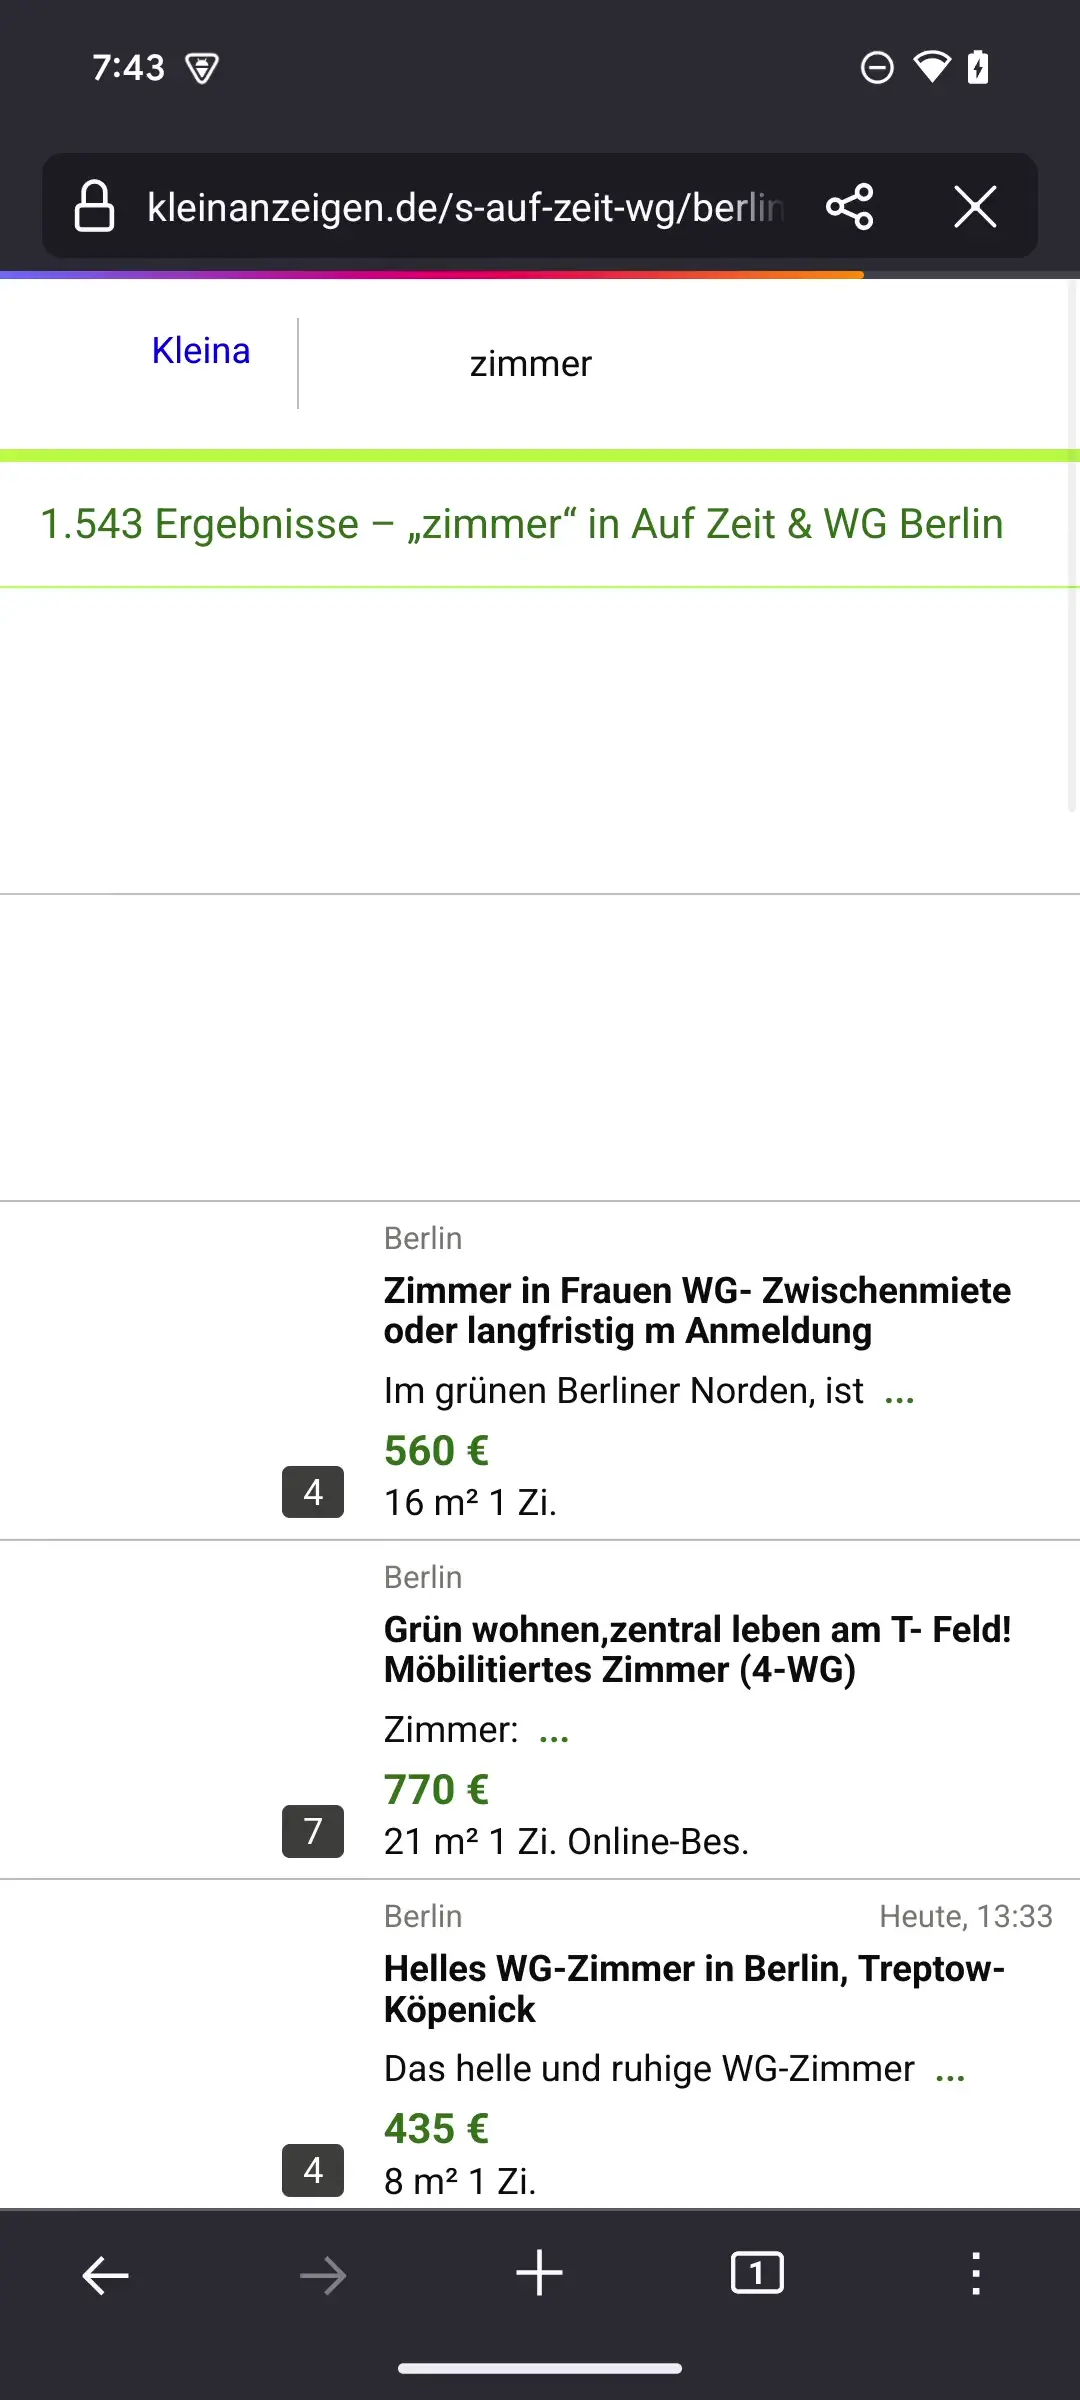 7:43
kleinanzeigen.de/s-auf-zeit-wg/berlin
Kleina
zimmer
1.543 Ergebnisse – „zimmer“ in Auf Zeit & WG Berlin
Berlin
Zimmer in Frauen WG- Zwischenmiete
oder langfristig m Anmeldung
Im grünen Berliner Norden, ist ...
560 €
4
16 m² 1 Zi.
Berlin
Grün wohnen,zentral leben am T- Feld!
Möbilitiertes Zimmer (4-WG)
Zimmer: ...
770 €
7
21 m² 1 Zi. Online-Bes.
Berlin Heute, 13:33
Helles WG-Zimmer in Berlin, Treptow-
Köpenick
Das helle und ruhige WG-Zimmer ...
435 €
4
8 m² 1 Zi.
1